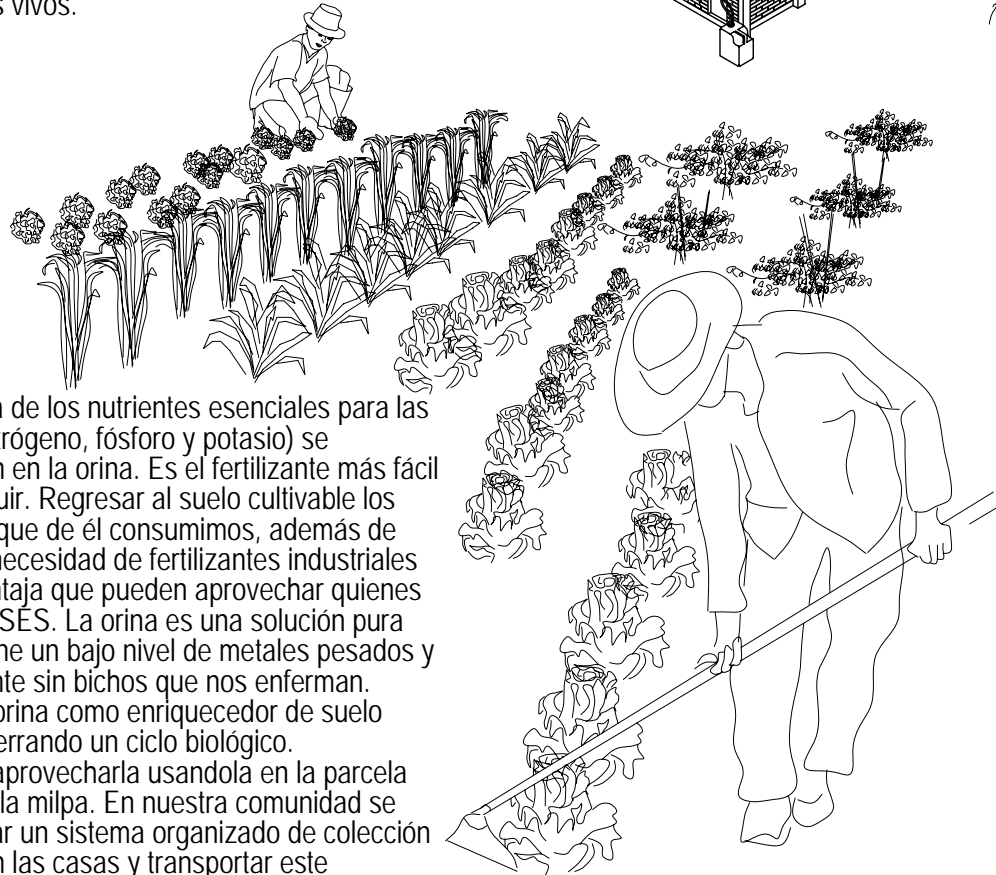 s vivos.
a de los nutrientes esenciales para las
trógeno, fósforo y potasio) se
n en la orina. Es el fertilizante más fácil
uir. Regresar al suelo cultivable los
que de él consumimos, además de
necesidad de fertilizantes industriales
ntaja que pueden aprovechar quienes
SES. La orina es una solución pura
ne un bajo nivel de metales pesados y
nte sin bichos que nos enferman.
orina como enriquecedor de suelo
errando un ciclo biológico.
aprovecharla usandola en la parcela
la milpa. En nuestra comunidad se
ar un sistema organizado de colección
n las casas y transportar este